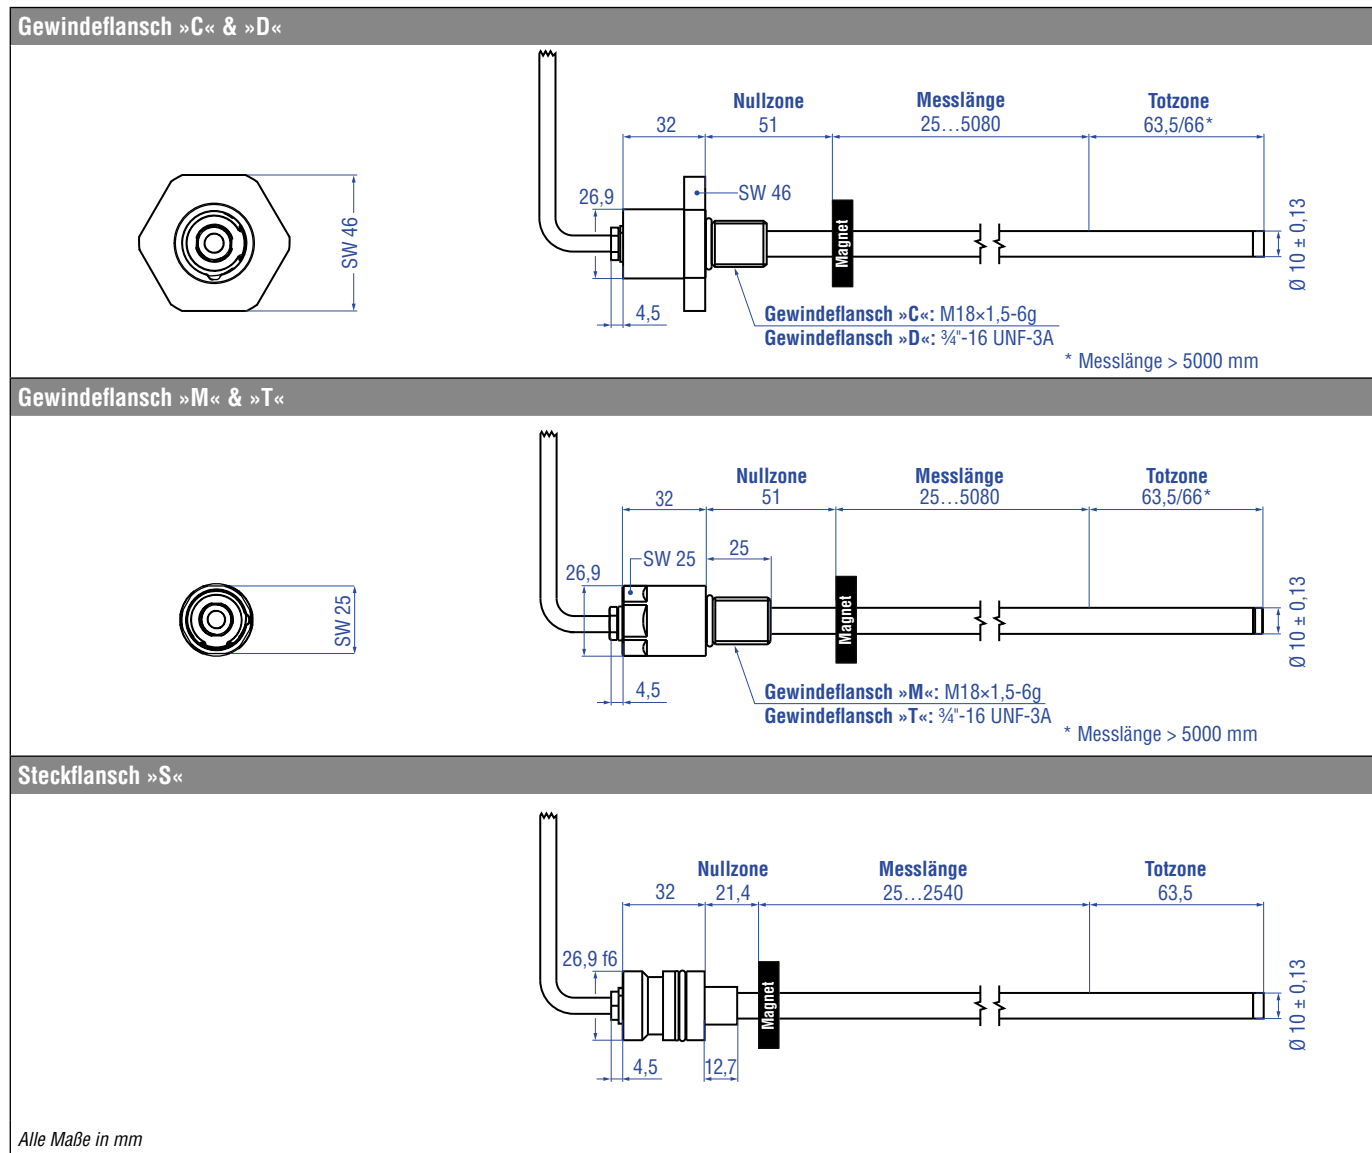 Gewindeflansch »C« & »D«
Nullzone
Messlänge
Totzone
32
51
25…5080
63,5/66*
26,9
SW 46
SW 46
Magnet
Ø 10 ± 0,13
4,5
Gewindeflansch »C«: M18×1,5-6g
Gewindeflansch »D«: ¾"-16 UNF-3A
* Messlänge > 5000 mm
Gewindeflansch »M« & »T«
Nullzone
Messlänge
Totzone
32
51
25…5080
63,5/66*
SW 25
25
26,9
SW 25
Magnet
Ø 10 ± 0,13
4,5
Gewindeflansch »M«: M18×1,5-6g
Gewindeflansch »T«: ¾"-16 UNF-3A
* Messlänge > 5000 mm
Steckflansch »S«
Nullzone
Messlänge
Totzone
32
21,4
25…2540
63,5
26,9 f6
Magnet
Ø 10 ± 0,13
4,5
12,7
Alle Maße in mm